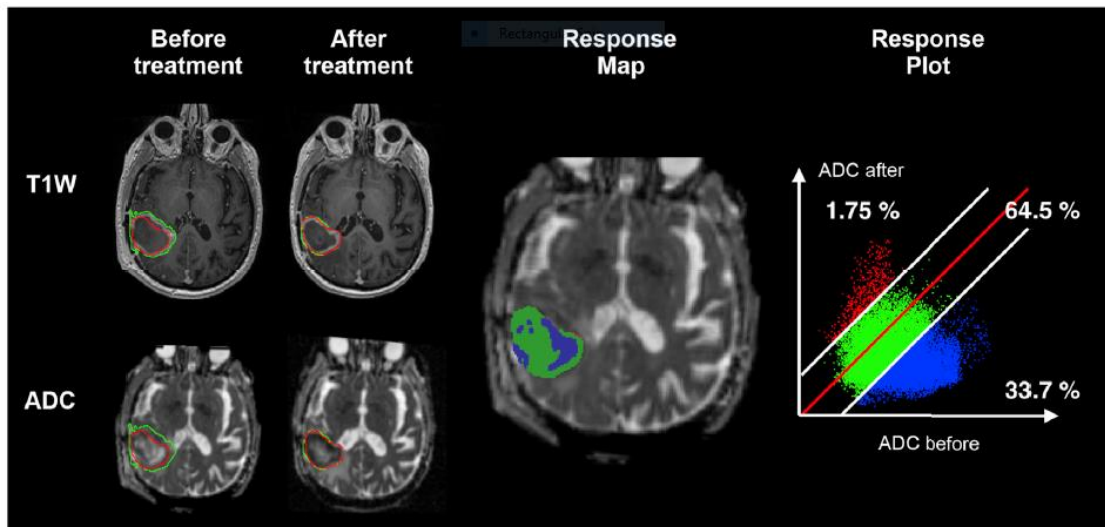 Before
treatment
After
treatment
Response
Map
Response
Plot
T1W
ADC
ADC after
1.75 %
64.5 %
33.7 %
ADC before